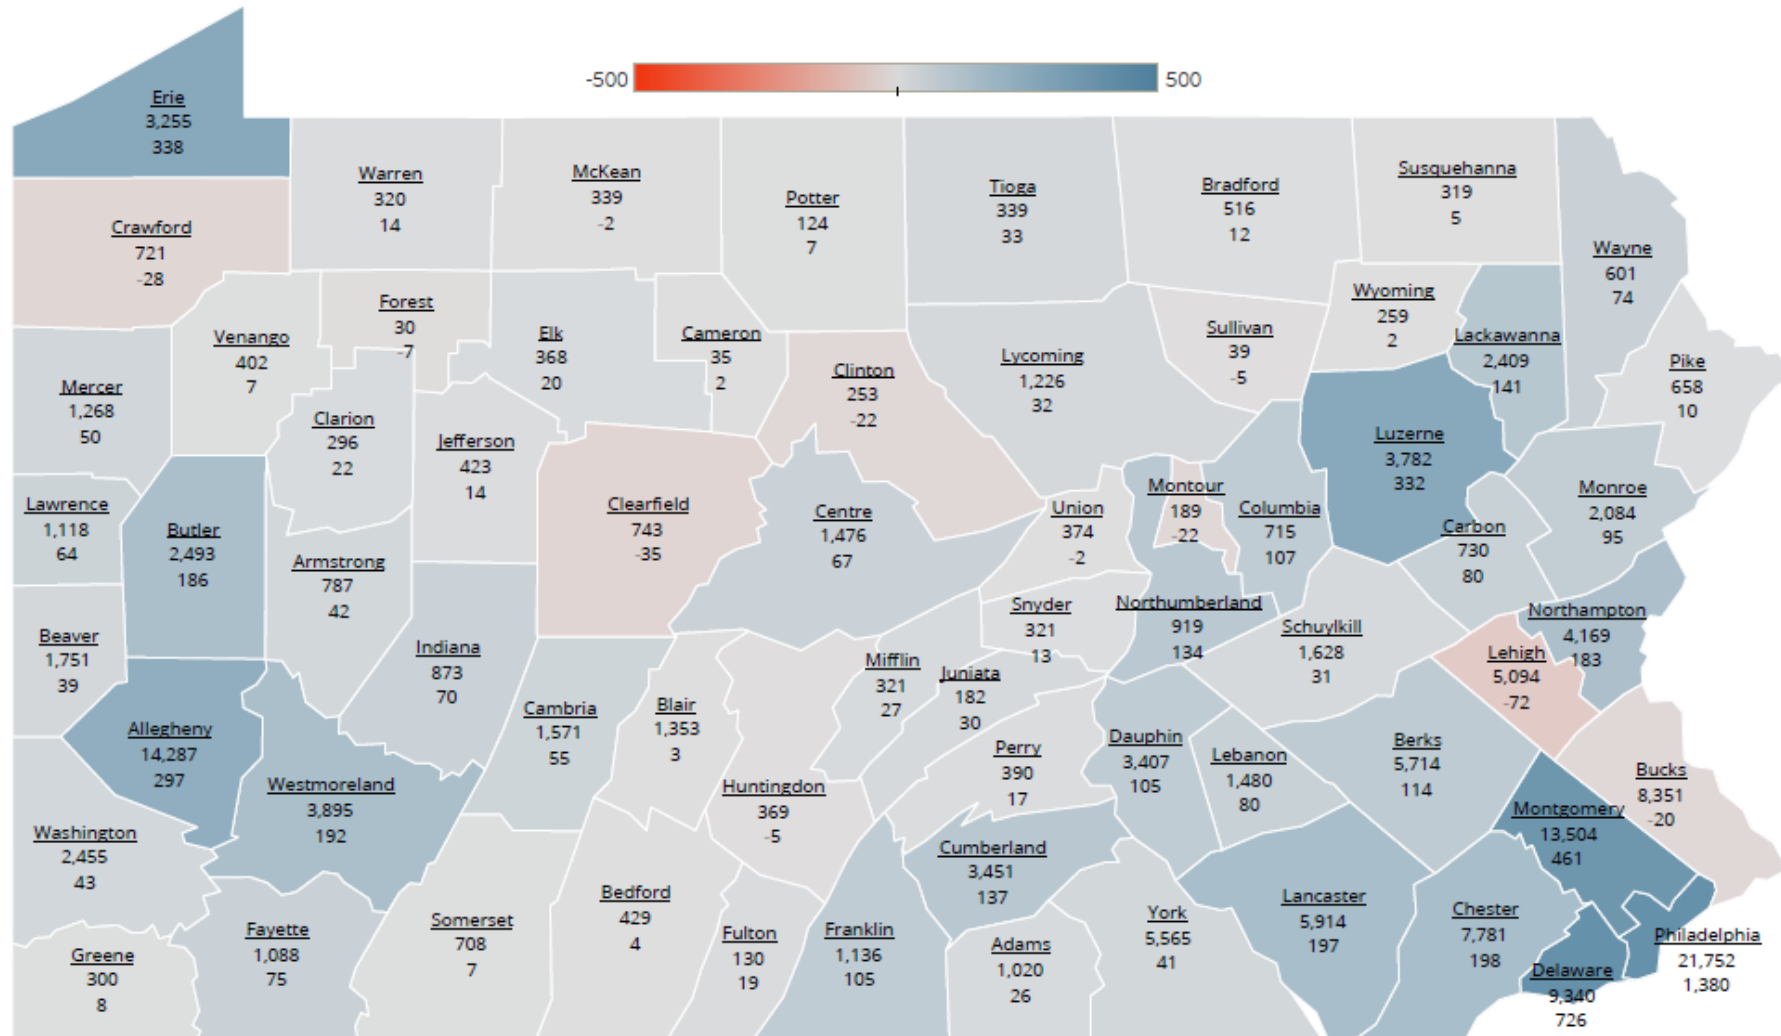 -500
500
Erie
3,255
338
Warren
320
14
McKean
339
-2
Potter
124
7
Tioga
339
33
Bradford
516
12
Susquehanna
319
5
Crawford
721
-28
Wayne
601
74
Forest
30
-7
Venango
402
7
Elk
368
20
Cameron
35
2
Clinton
253
-22
Lycoming
1,226
32
Sullivan
39
-5
Wyoming
259
2
Lackawanna
2,409
141
Pike
658
10
Mercer
1,268
50
Clarion
296
22
Jefferson
423
14
Luzerne
3,782
332
Lawrence
1,118
64
Butler
2,493
186
Clearfield
743
-35
Centre
1,476
67
Union
374
-2
Montour
189
-22
Columbia
715
107
Carbon
730
80
Monroe
2,084
95
Armstrong
787
42
Beaver
1,751
39
Indiana
873
70
Snyder
321
13
Northumberland
919
134
Schuylkill
1,628
31
Northampton
4,169
183
Lehigh
5,094
-72
Mifflin
321
27
Juniata
182
30
Allegheny
14,287
297
Cambria
1,571
55
Blair
1,353
3
Perry
390
17
Dauphin
3,407
105
Lebanon
1,480
80
Berks
5,714
114
Bucks
8,351
-20
Westmoreland
3,895
192
Huntingdon
369
-5
Montgomery
13,504
461
Washington
2,455
43
Cumberland
3,451
137
Bedford
429
4
Lancaster
5,914
197
Chester
7,781
198
York
5,565
41
Somerset
708
7
Fayette
1,088
75
Fulton
130
19
Franklin
1,136
105
Adams
1,020
26
Philadelphia
21,752
1,380
Greene
300
8
Delaware
9,340
726